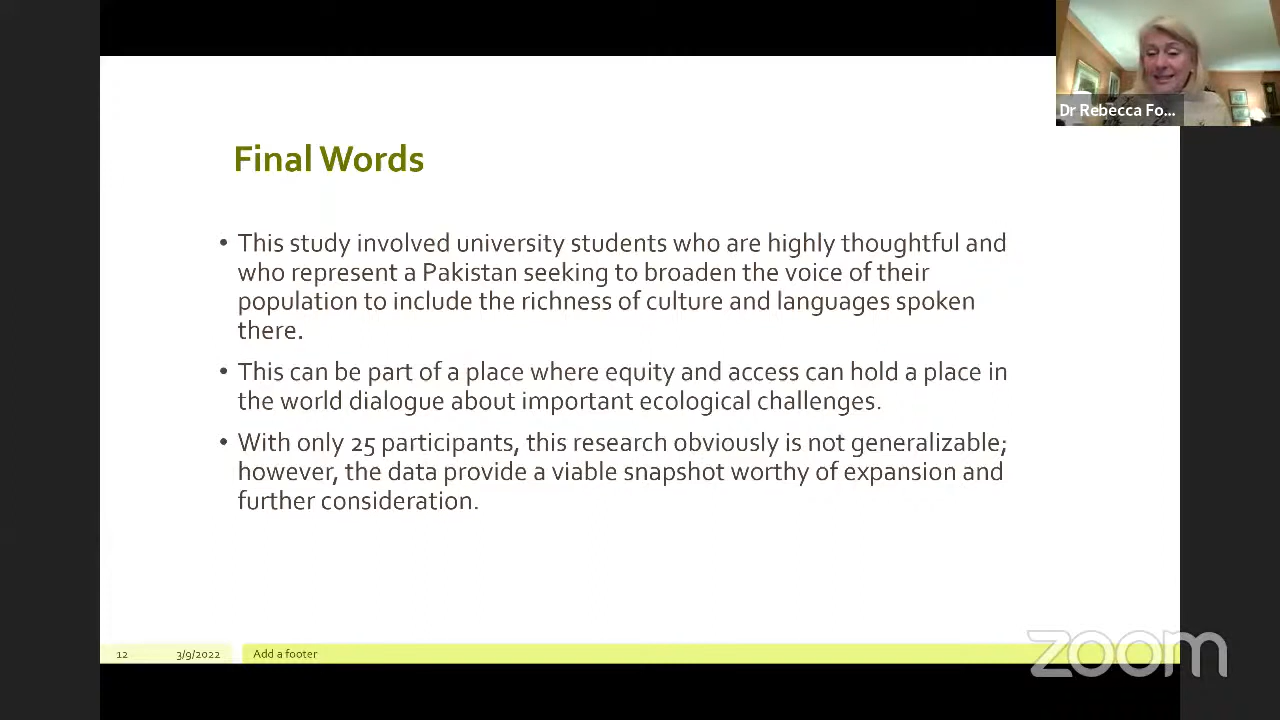 Dr Rebecca Fo...
Final Words
• This study involved university students who are highly thoughtful and
who represent a Pakistan seeking to broaden the voice of their
population to include the richness of culture and languages spoken
there.
• This can be part of a place where equity and access can hold a place in
the world dialogue about important ecological challenges.
• With only 25 participants, this research obviously is not generalizable;
however, the data provide a viable snapshot worthy of expansion and
further consideration.
12 3/9/2022 Add a footer
zoom